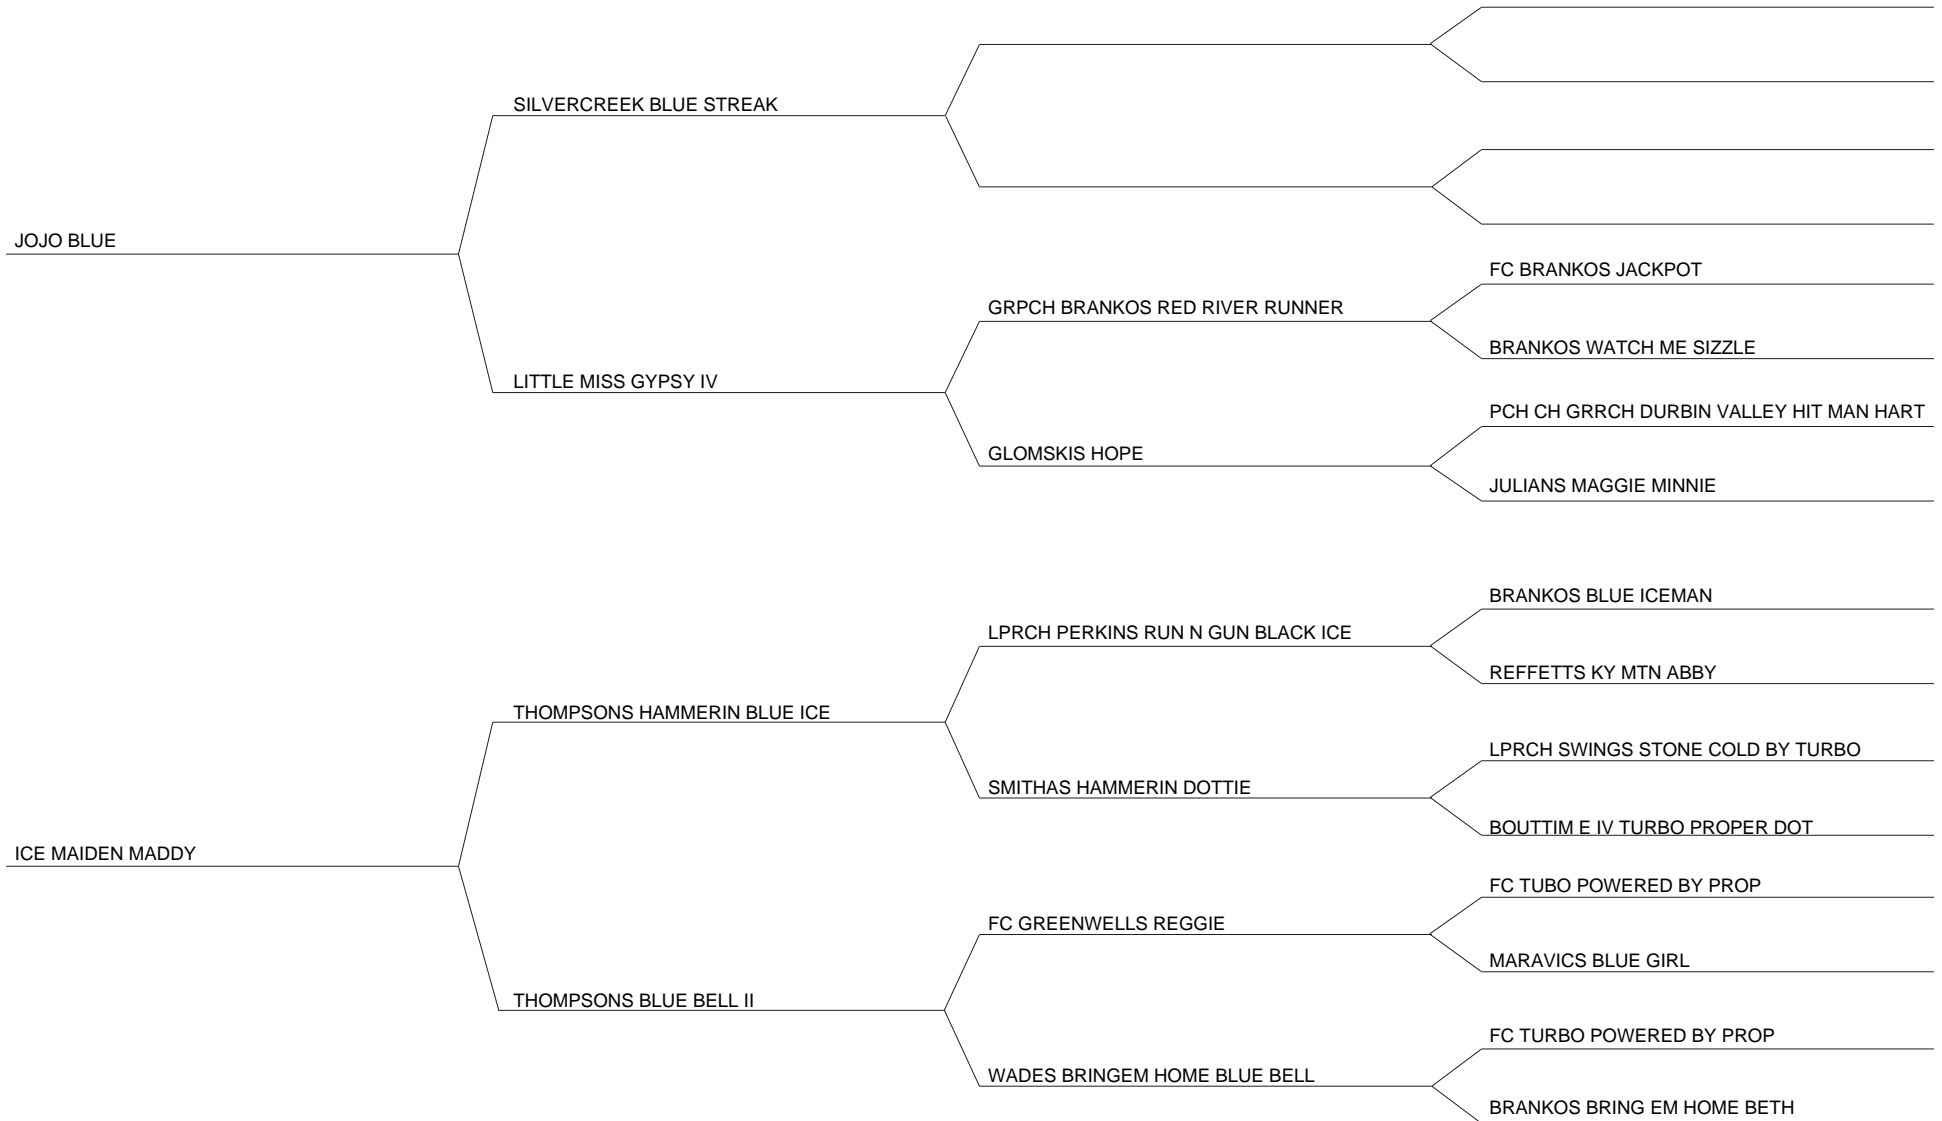 SILVERCREEK BLUE STREAK
JOJO BLUE
FC BRANKOS JACKPOT
GRPCH BRANKOS RED RIVER RUNNER
BRANKOS WATCH ME SIZZLE
LITTLE MISS GYPSY IV
PCH CH GRRCH DURBIN VALLEY HIT MAN HART
GLOMSKIS HOPE
JULIANS MAGGIE MINNIE
BRANKOS BLUE ICEMAN
LPRCH PERKINS RUN N GUN BLACK ICE
REFFETTS KY MTN ABBY
THOMPSONS HAMMERIN BLUE ICE
LPRCH SWINGS STONE COLD BY TURBO
SMITHAS HAMMERIN DOTTIE
BOUTTIM E IV TURBO PROPER DOT
ICE MAIDEN MADDY
FC TUBO POWERED BY PROP
FC GREENWELLS REGGIE
MARAVICS BLUE GIRL
THOMPSONS BLUE BELL II
FC TURBO POWERED BY PROP
WADES BRINGEM HOME BLUE BELL
BRANKOS BRING EM HOME BETH